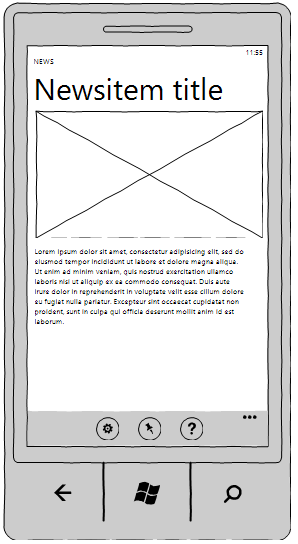 11:55
NEWS
Newsitem title
Lorem ipsum dolor sit amet, consectetur adipisicing elit, sed do
eiusmod tempor incididunt ut labore et dolore magna aliqua.
Ut enim ad minim veniam, quis nostrud exercitation ullamco
laboris nisi ut aliquip ex ea commodo consequat. Duis aute
irure dolor in reprehenderit in voluptate velit esse cillum dolore
eu fugiat nulla pariatur. Excepteur sint occaecat cupidatat non
proident, sunt in culpa qui officia deserunt mollit anim id est
laborum.
?